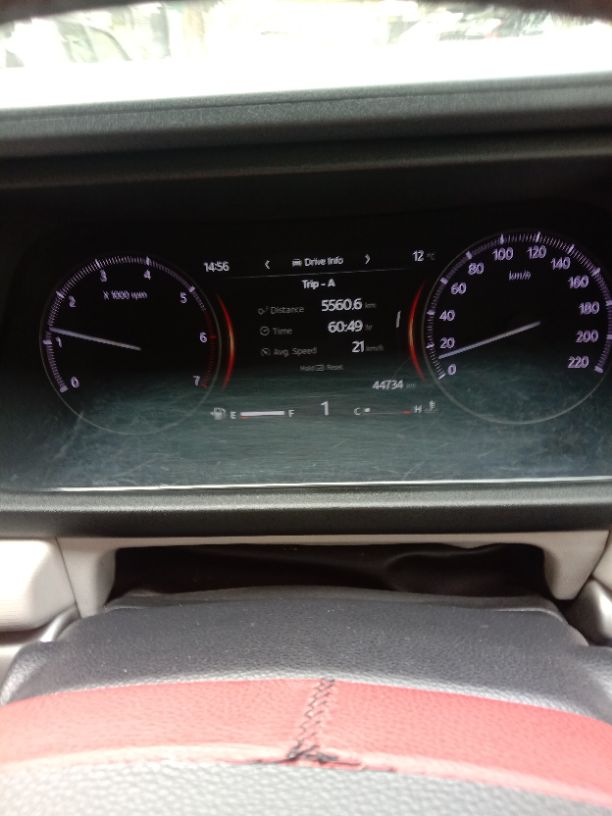 14:56 < Drive Info > 12 °C
Trip - A
Distance 5560.6 km
Time 60:49 hr
Avg. Speed 21 km/h
Hold Reset
44734 km
E F 1 C H
0 1 2 3 4 5 6 7
X 1000 rpm
0 20 40 60 80 100 120 140 160 180 200 220
km/h